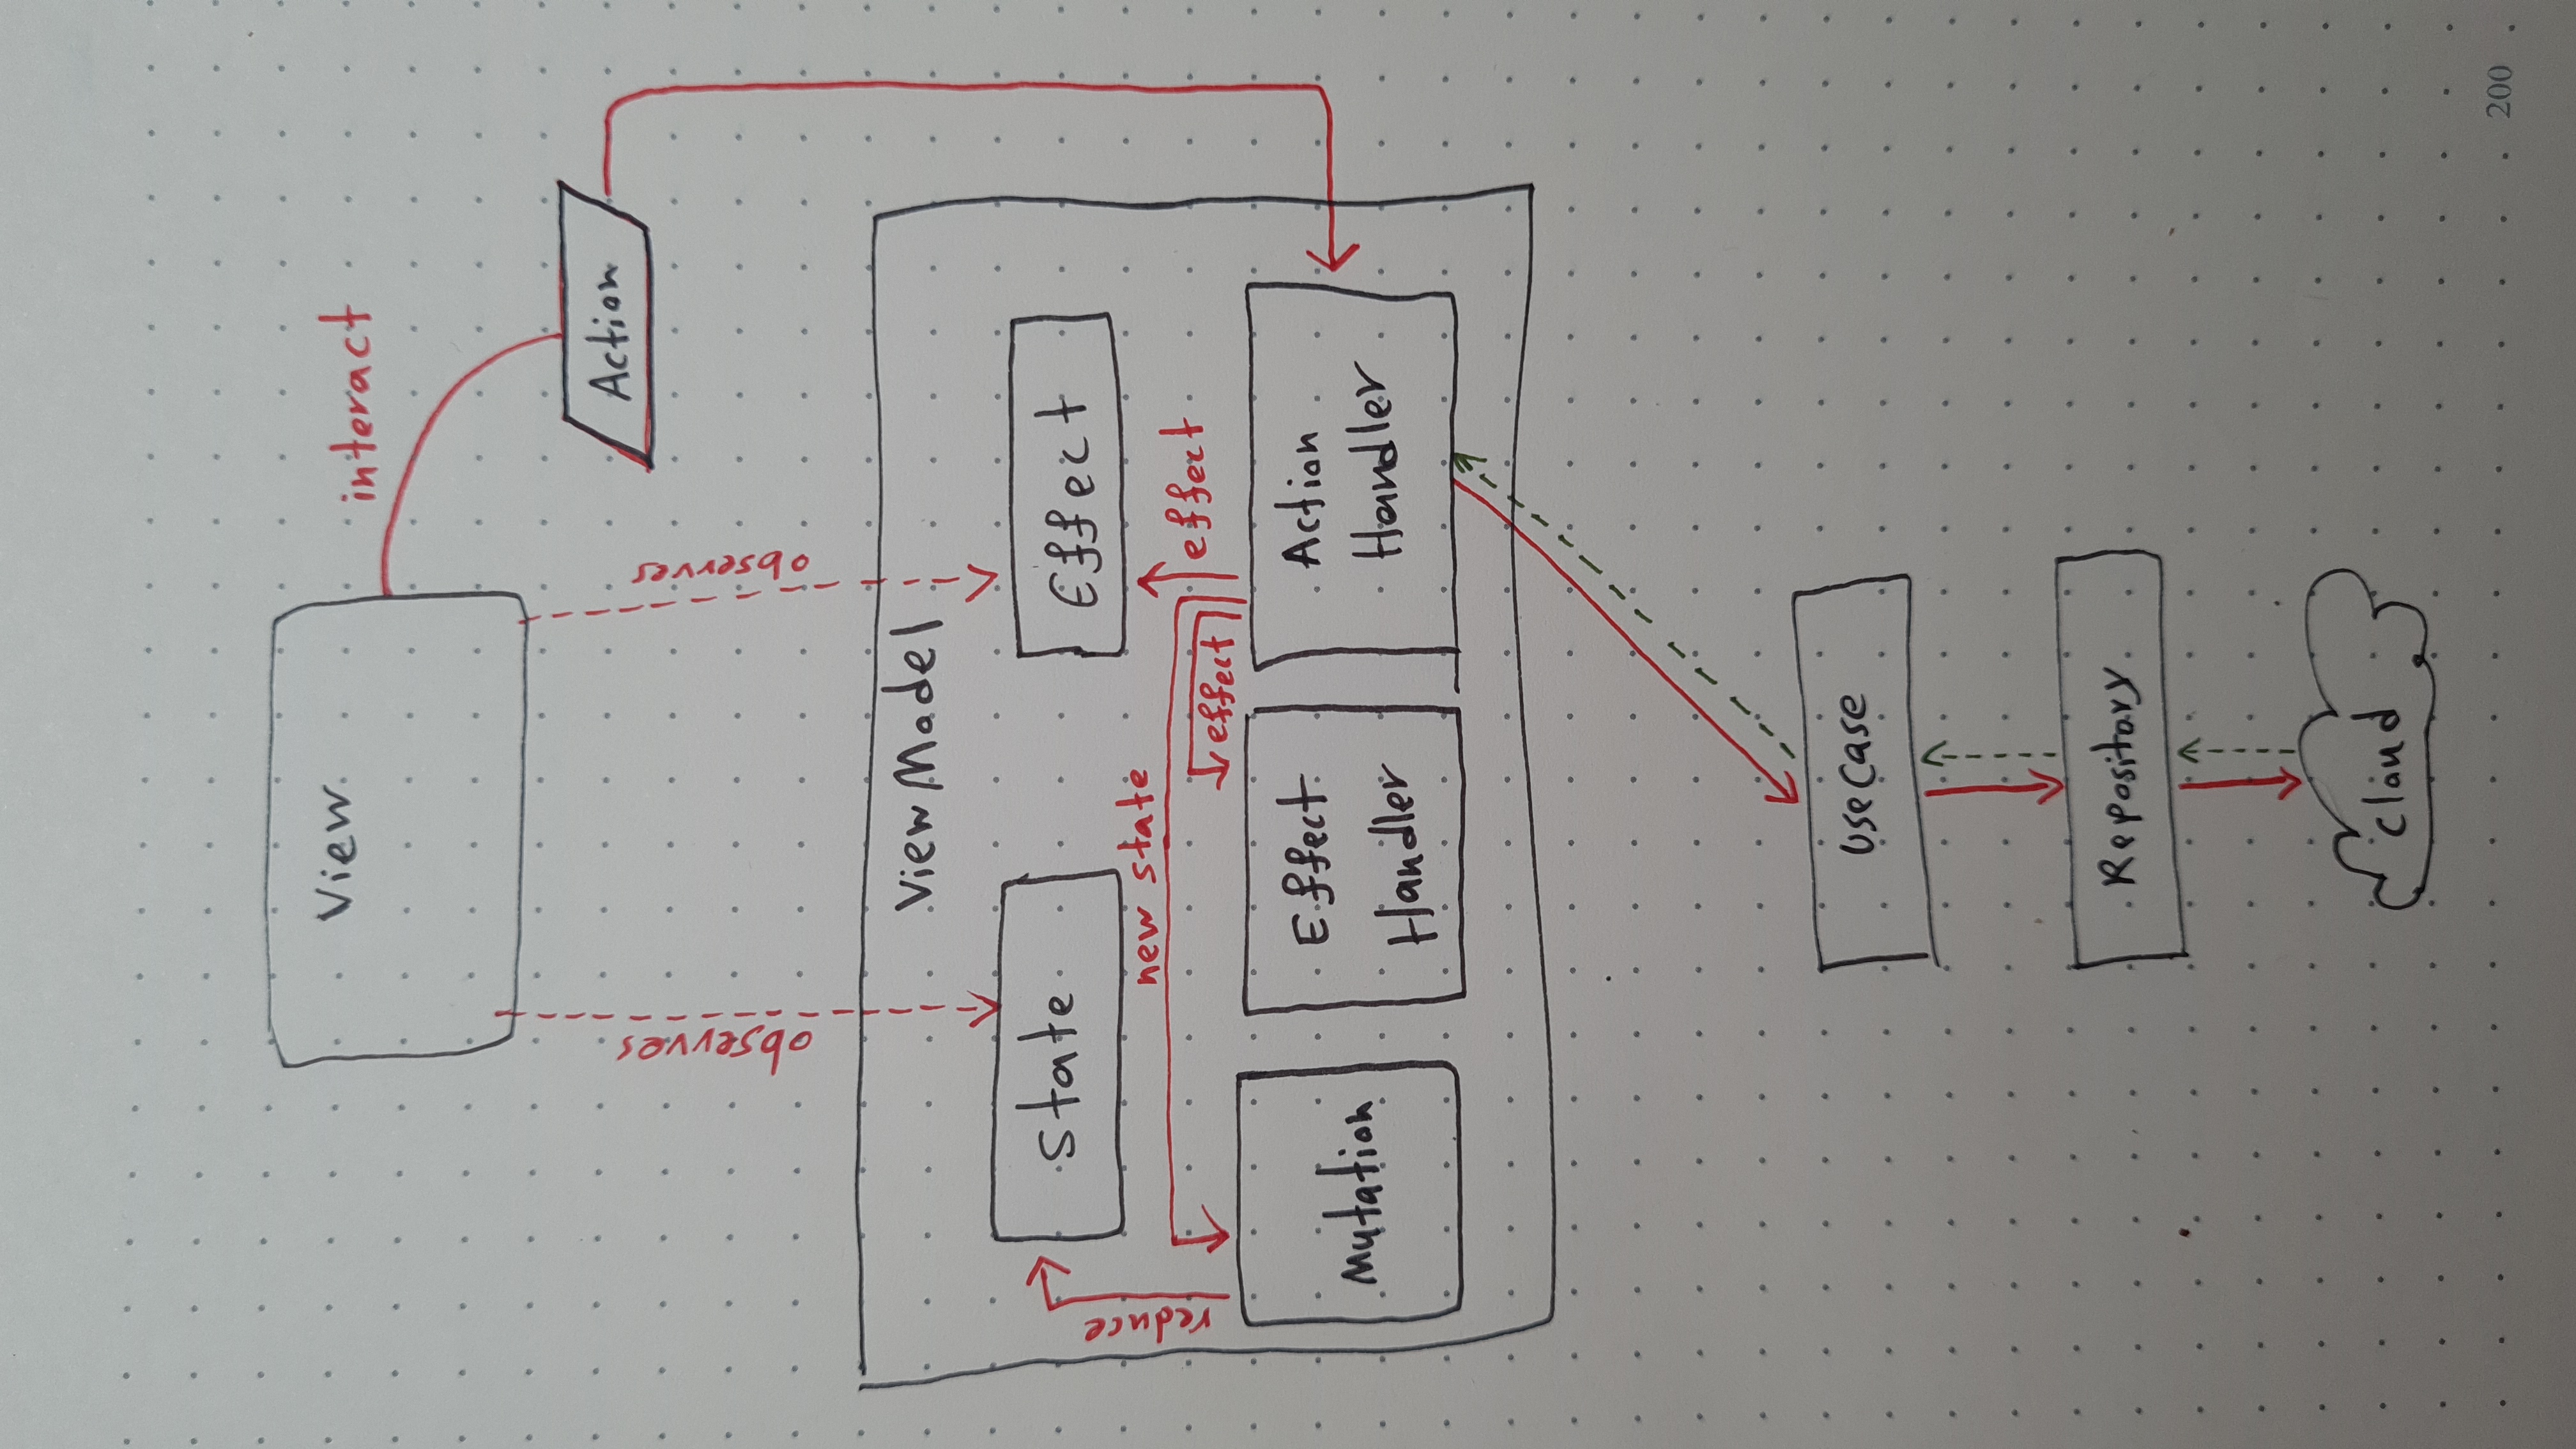 View
interact
Action
observes
observes
ViewModel
State
Effect
reduce
new state
effect
effect
Mutation
Effect
Handler
Action
Handler
UseCase
Repository
Cloud
200